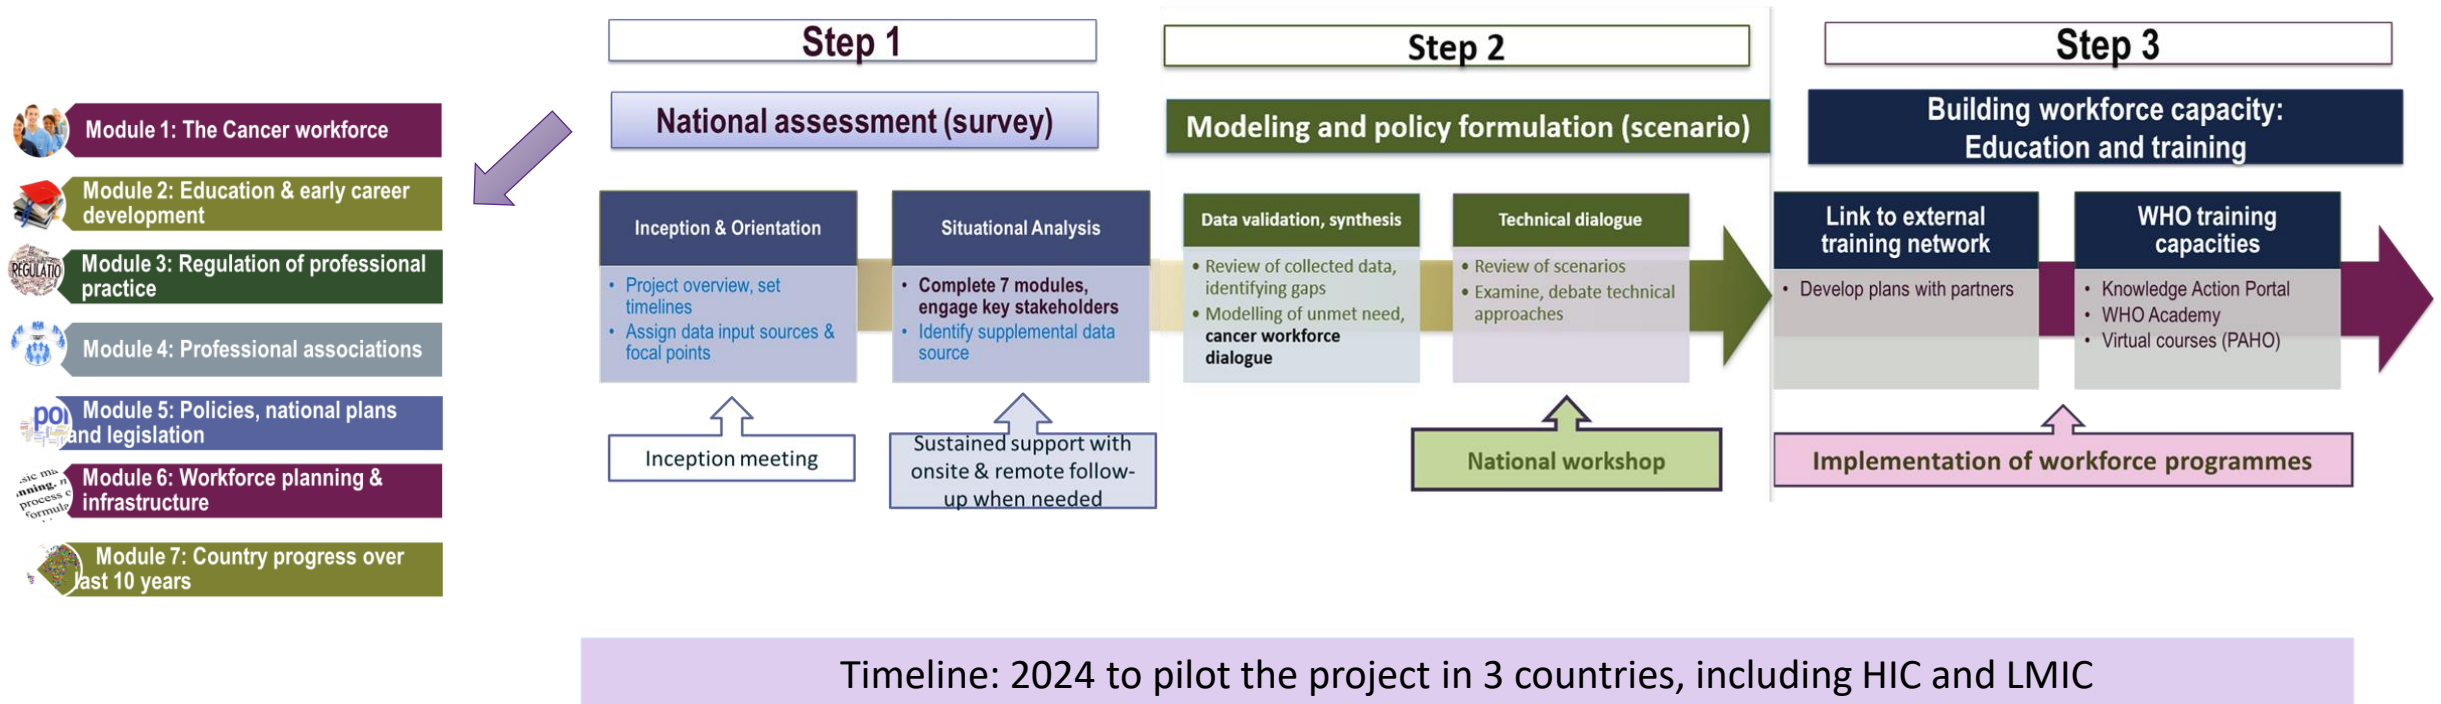 Step 1
Step 2
Step 3
National assessment (survey)
Modeling and policy formulation (scenario)
Building workforce capacity:
Education and training
Module 1: The Cancer workforce
Module 2: Education & early career
development
REGULATIO
Module 3: Regulation of professional
practice
Module 4: Professional associations
pol
Module 5: Policies, national plans
and legislation
Module 6: Workforce planning &
infrastructure
Module 7: Country progress over
last 10 years
Inception & Orientation
• Project overview, set
timelines
• Assign data input sources &
focal points
Inception meeting
Situational Analysis
• Complete 7 modules,
engage key stakeholders
• Identify supplemental data
source
Sustained support with
onsite & remote follow-
up when needed
Data validation, synthesis
• Review of collected data,
identifying gaps
• Modelling of unmet need,
cancer workforce
dialogue
Technical dialogue
• Review of scenarios
• Examine, debate technical
approaches
National workshop
Link to external
training network
• Develop plans with partners
WHO training
capacities
• Knowledge Action Portal
• WHO Academy
• Virtual courses (PAHO)
Implementation of workforce programmes
Timeline: 2024 to pilot the project in 3 countries, including HIC and LMIC